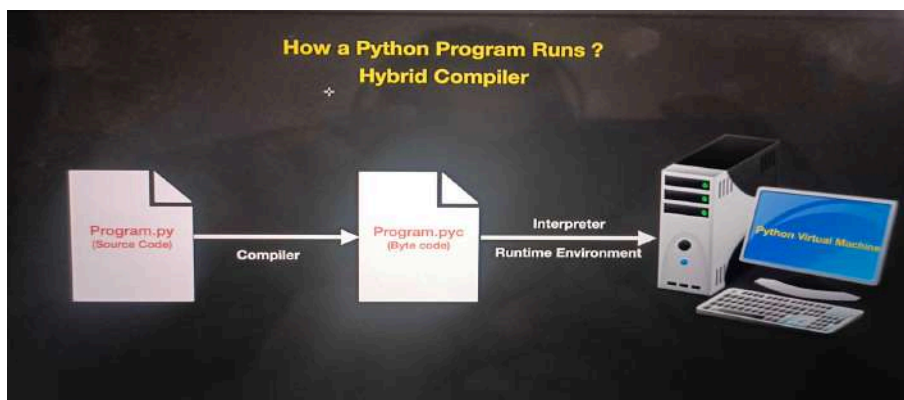 How a Python Program Runs ?
Hybrid Compiler
Program.py
(Source Code)
Compiler
Program.pyc
(Byte code)
Interpreter
Runtime Environment
Python Virtual Machine